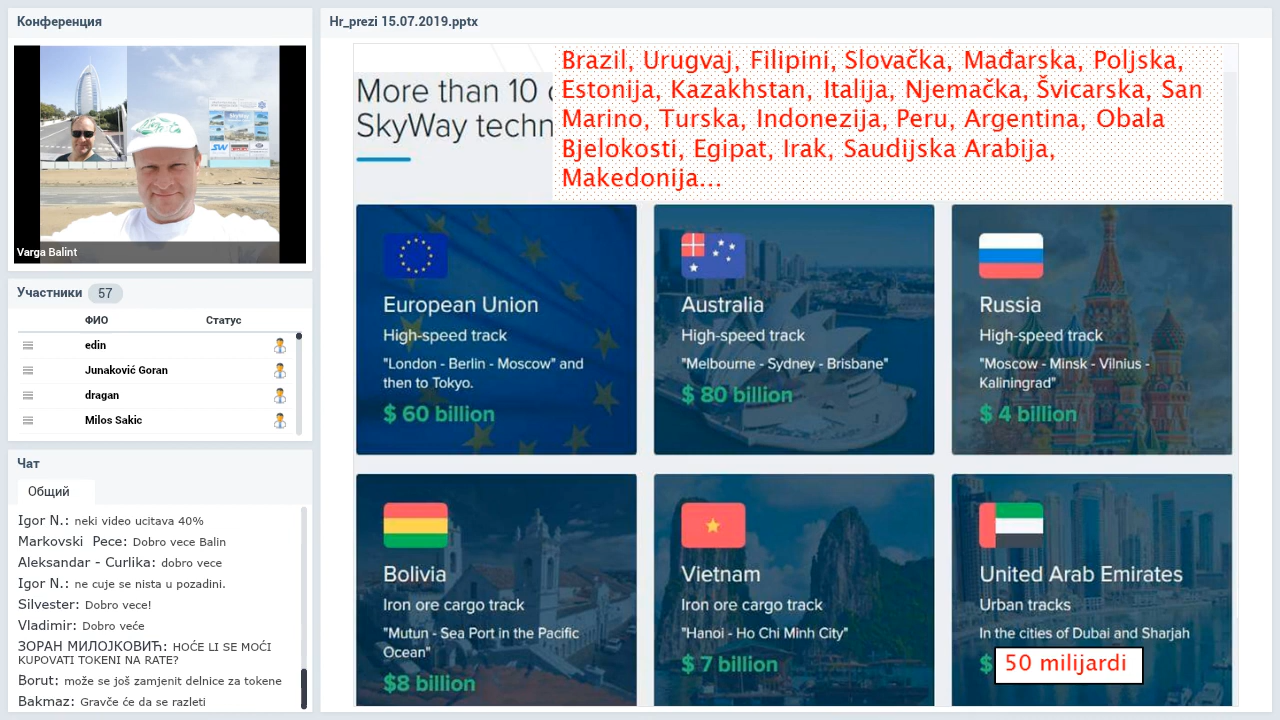 Конференция
Varga Balint
Участники 57
ФИО Статус
edin
Junaković Goran
dragan
Milos Sakic
Чат
Общий
Igor N.: neki video ucitava 40%
Markovski Pece: Dobro vece Balin
Aleksandar - Curlika: dobro vece
Igor N.: ne cuje se nista u pozadini.
Silvester: Dobro vece!
Vladimir: Dobro veče
ЗОРАН МИЛОЈКОВИЋ: HOĆE LI SE MOĆI
KUPOVATI TOKENI NA RATE?
Borut: može se još zamjenit delnice za tokene
Bakmaz: Gravče će da se razleti
Hr_prezi 15.07.2019.pptx
More than 10
SkyWay techn
Brazil, Urugvaj, Filipini, Slovačka, Mađarska, Poljska,
Estonija, Kazakhstan, Italija, Njemačka, Švicarska, San
Marino, Turska, Indonezija, Peru, Argentina, Obala
Bjelokosti, Egipat, Irak, Saudijska Arabija,
Makedonija...
European Union
High-speed track
"London - Berlin - Moscow" and
then to Tokyo.
$ 60 billion
Australia
High-speed track
"Melbourne - Sydney - Brisbane"
$ 80 billion
Russia
High-speed track
"Moscow - Minsk - Vilnius -
Kaliningrad"
$ 4 billion
Bolivia
Iron ore cargo track
"Mutun - Sea Port in the Pacific
Ocean"
$8 billion
Vietnam
Iron ore cargo track
"Hanoi - Ho Chi Minh City"
$ 7 billion
United Arab Emirates
Urban tracks
In the cities of Dubai and Sharjah
$ 50 milijardi